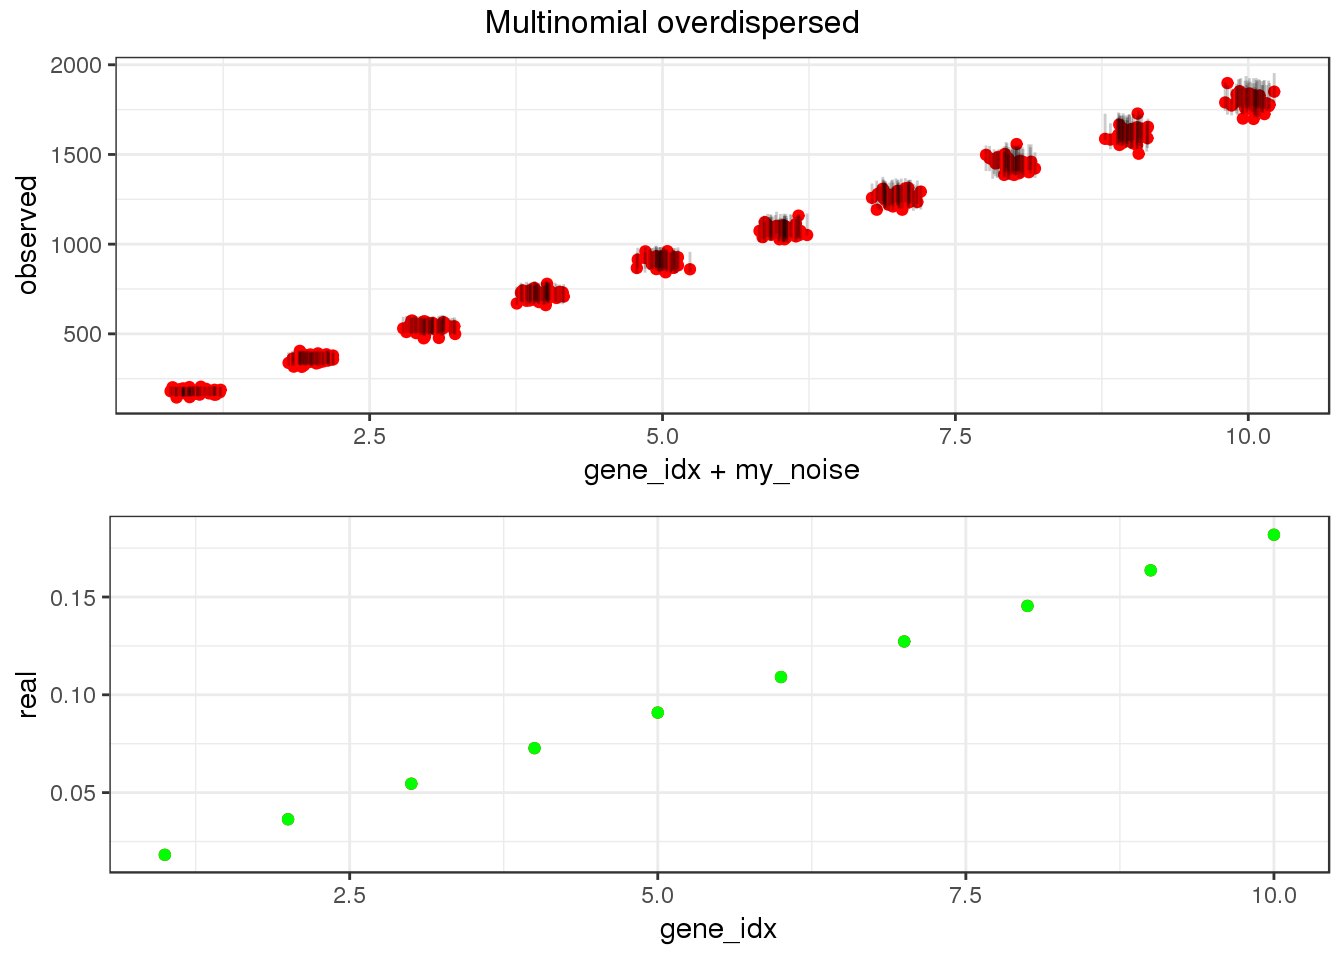 Multinomial overdispersed
2000
1500
1000
500
observed
2.5 5.0 7.5 10.0
gene_idx + my_noise
0.15
0.10
0.05
real
2.5 5.0 7.5 10.0
gene_idx